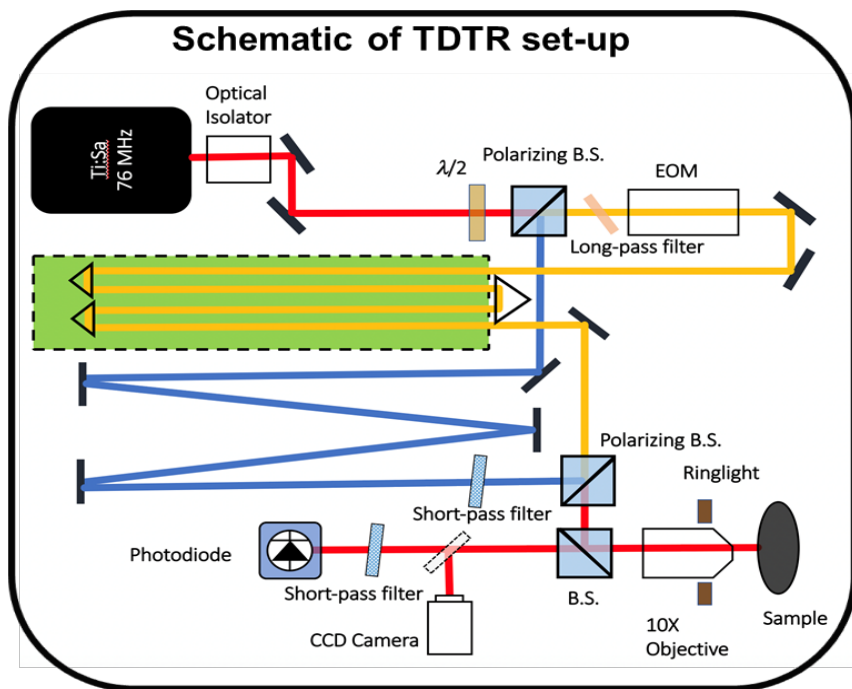 Schematic of TDTR set-up
Optical
Isolator
Ti:Sa
76 MHz
λ/2
Polarizing B.S.
EOM
Long-pass filter
Polarizing B.S.
Ringlight
Short-pass filter
Photodiode
Short-pass filter
B.S.
CCD Camera
10X
Objective
Sample